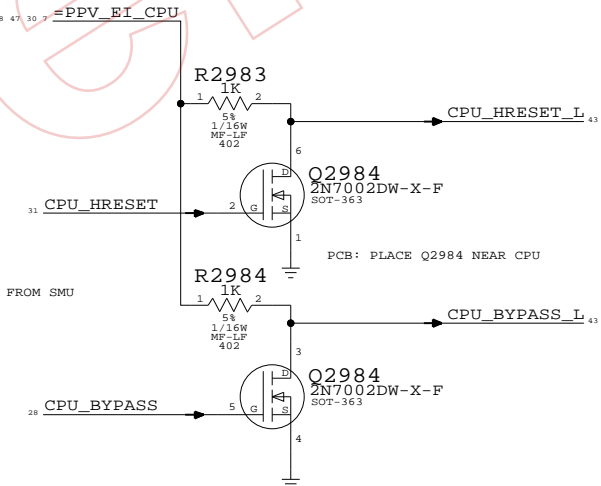 8 47 30 7 =PPV_EI_CPU
R2983
1K
1 2
5%
1/16W
MF-LF
402
CPU_HRESET_L 43
6
Q2984
2N7002DW-X-F
SOT-363
D
31 CPU_HRESET 2 G S
1
PCB: PLACE Q2984 NEAR CPU
R2984
FROM SMU
1K
1 2
5%
1/16W
MF-LF
402
CPU_BYPASS_L 43
3
Q2984
2N7002DW-X-F
SOT-363
D
28 CPU_BYPASS 5 G S
4